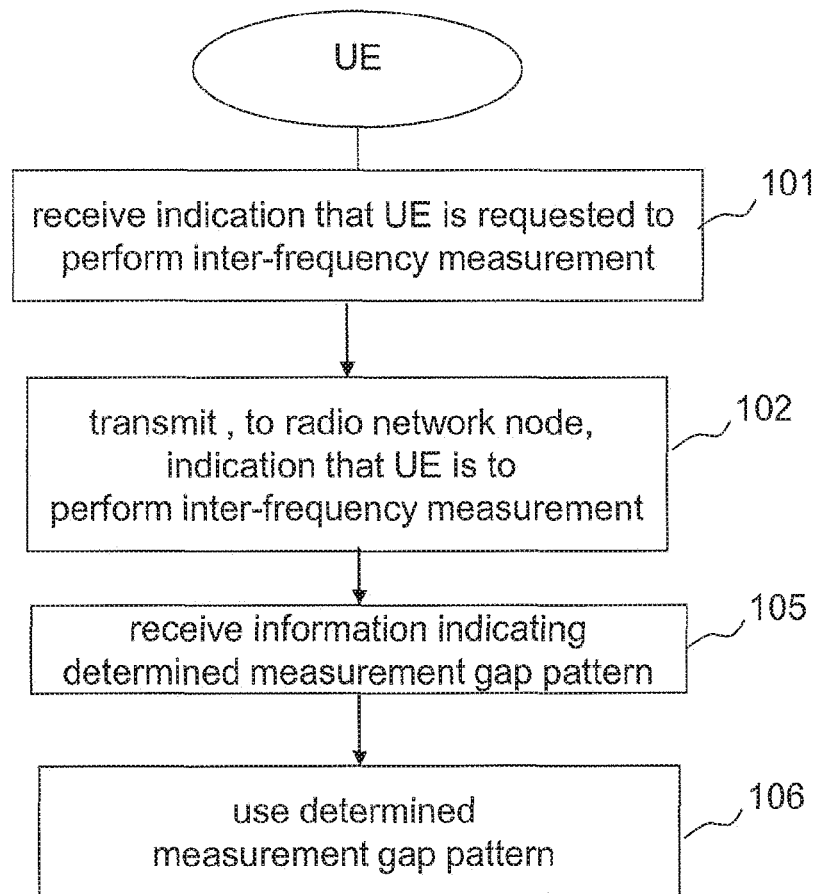 UE
101
receive indication that UE is requested to
perform inter-frequency measurement
102
transmit , to radio network node,
indication that UE is to
perform inter-frequency measurement
105
receive information indicating
determined measurement gap pattern
106
use determined
measurement gap pattern